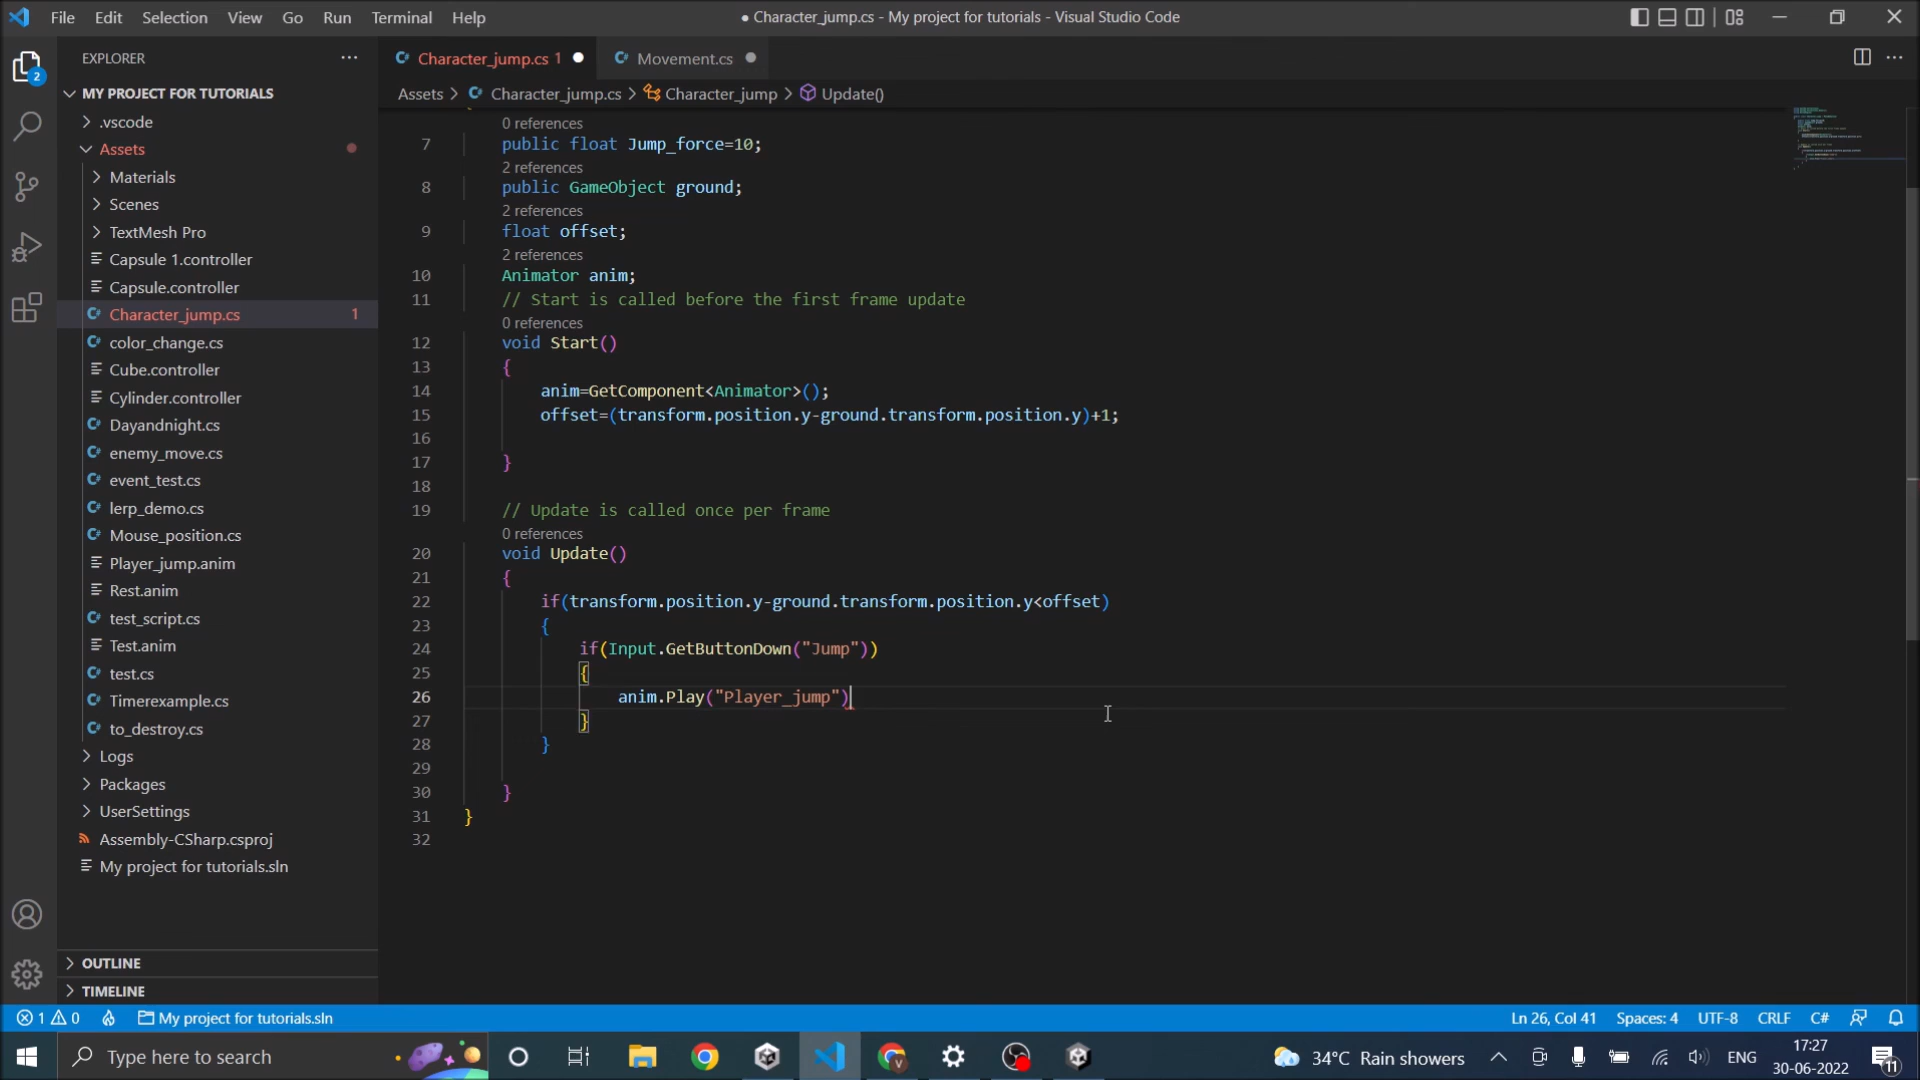 File Edit Selection View Go Run Terminal Help
● Character_jump.cs - My project for tutorials - Visual Studio Code
EXPLORER
MY PROJECT FOR TUTORIALS
.vscode
Assets
Materials
Scenes
TextMesh Pro
Capsule 1.controller
Capsule.controller
Character_jump.cs 1
color_change.cs
Cube.controller
Cylinder.controller
Dayandnight.cs
enemy_move.cs
event_test.cs
lerp_demo.cs
Mouse_position.cs
Player_jump.anim
Rest.anim
test_script.cs
Test.anim
test.cs
Timerexample.cs
to_destroy.cs
Logs
Packages
UserSettings
Assembly-CSharp.csproj
My project for tutorials.sln
OUTLINE
TIMELINE
2
Character_jump.cs 1 Movement.cs
Assets > Character_jump.cs > Character_jump > Update()
0 references
7 public float Jump_force=10;
2 references
8 public GameObject ground;
2 references
9 float offset;
2 references
10 Animator anim;
11 // Start is called before the first frame update
0 references
12 void Start()
13 {
14 anim=GetComponent<Animator>();
15 offset=(transform.position.y-ground.transform.position.y)+1;
16
17 }
18
19 // Update is called once per frame
0 references
20 void Update()
21 {
22 if(transform.position.y-ground.transform.position.y<offset)
23 {
24 if(Input.GetButtonDown("Jump"))
25 {
26 anim.Play("Player_jump")
27 }
28 }
29
30 }
31 }
32
1 0 My project for tutorials.sln
Ln 26, Col 41 Spaces: 4 UTF-8 CRLF C#
Type here to search
34°C Rain showers ENG
17:27
30-06-2022
11